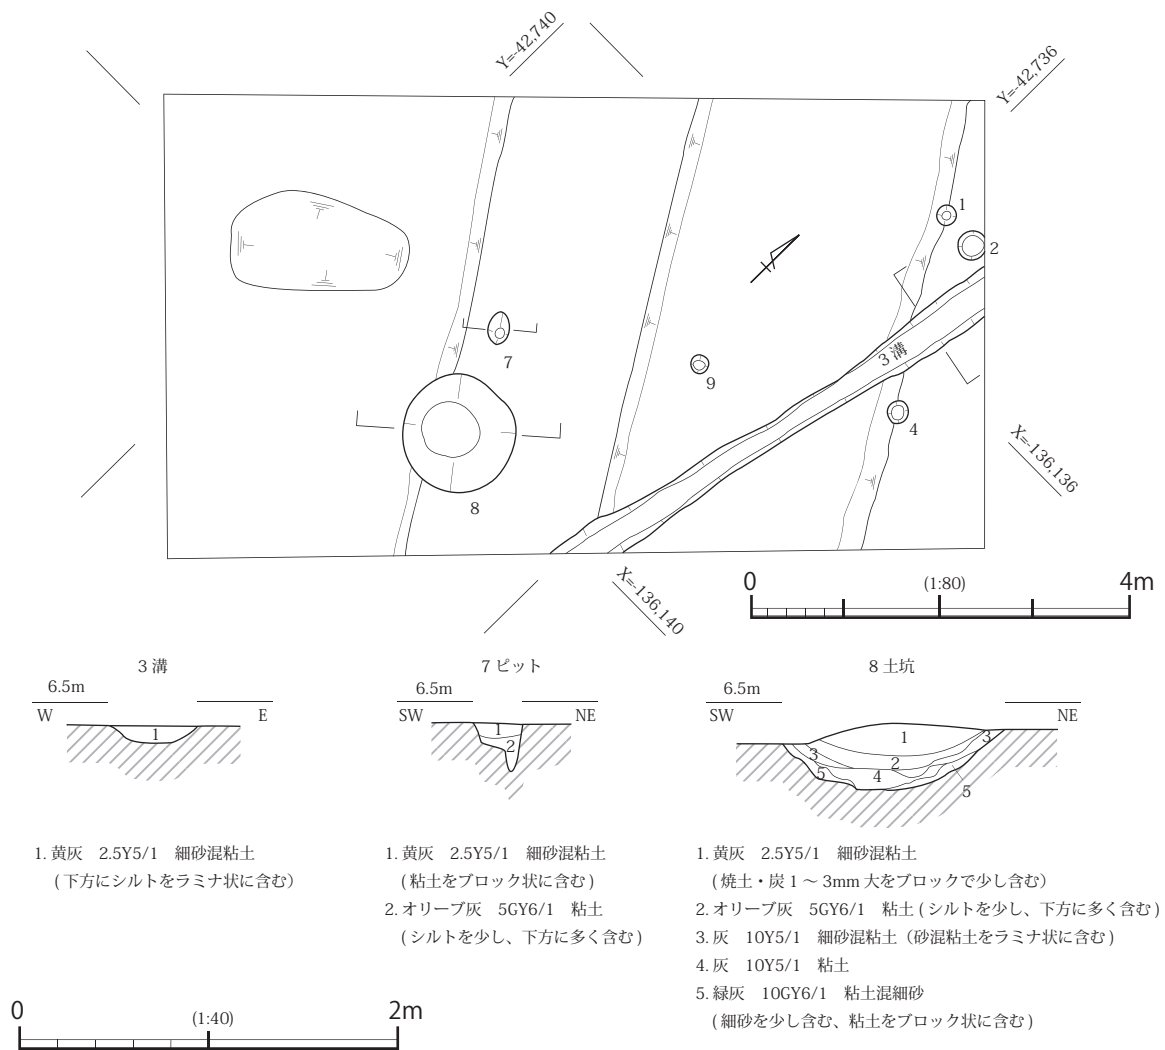 Y=-42,740
Y=-42,736
1
2
7
9
3 溝
4
8
X=-136,136
X=-136,140
0 (1:80) 4m
3 溝
6.5m
W E
1
7 ピット
6.5m
SW NE
1
2
8 土坑
6.5m
SW NE
1
3
3
2
5
4
5
1. 黄灰　2.5Y5/1　細砂混粘土
( 下方にシルトをラミナ状に含む）
1. 黄灰　2.5Y5/1　細砂混粘土
( 粘土をブロック状に含む )
2. オリーブ灰　5GY6/1　粘土
( シルトを少し、下方に多く含む )
1. 黄灰　2.5Y5/1　細砂混粘土
( 焼土・炭 1 ～ 3mm 大をブロックで少し含む）
2. オリーブ灰　5GY6/1　粘土 ( シルトを少し、下方に多く含む )
3. 灰　10Y5/1　細砂混粘土（砂混粘土をラミナ状に含む )
4. 灰　10Y5/1　粘土
5. 緑灰　10GY6/1　粘土混細砂
( 細砂を少し含む、粘土をブロック状に含む )
0 (1:40) 2m